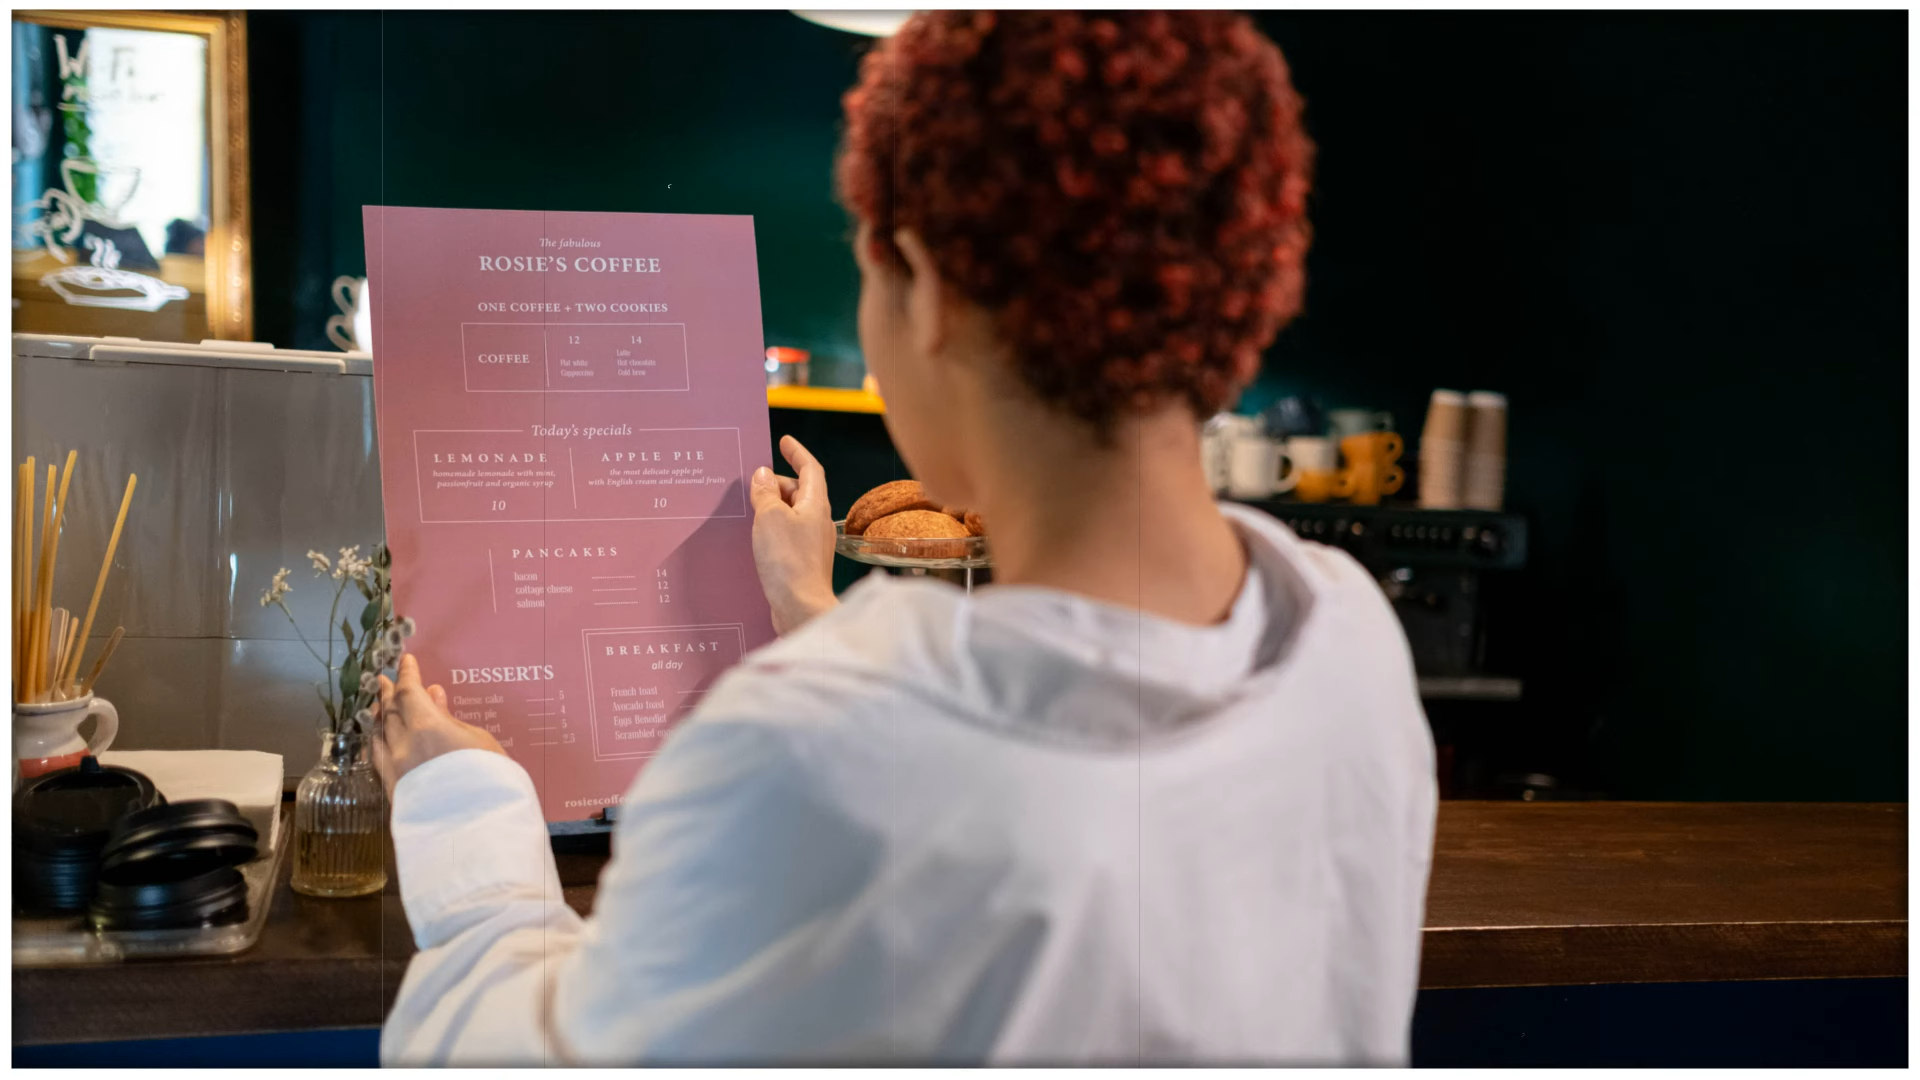 Wi Fi
The fabulous
ROSIE'S COFFEE
ONE COFFEE + TWO COOKIES
COFFEE
12
Flat white
Cappuccino
14
Latte
Hot chocolate
Cold brew
Today's specials
LEMONADE
homemade lemonade with mint,
passionfruit and organic syrup
10
APPLE PIE
the most delicate apple pie
with English cream and seasonal fruits
10
PANCAKES
bacon 14
cottage cheese 12
salmon 12
DESSERTS
Cheese cake 5
Cherry pie 4
tart 5
2.5
BREAKFAST
all day
French toast
Avocado toast
Eggs Benedict
Scrambled